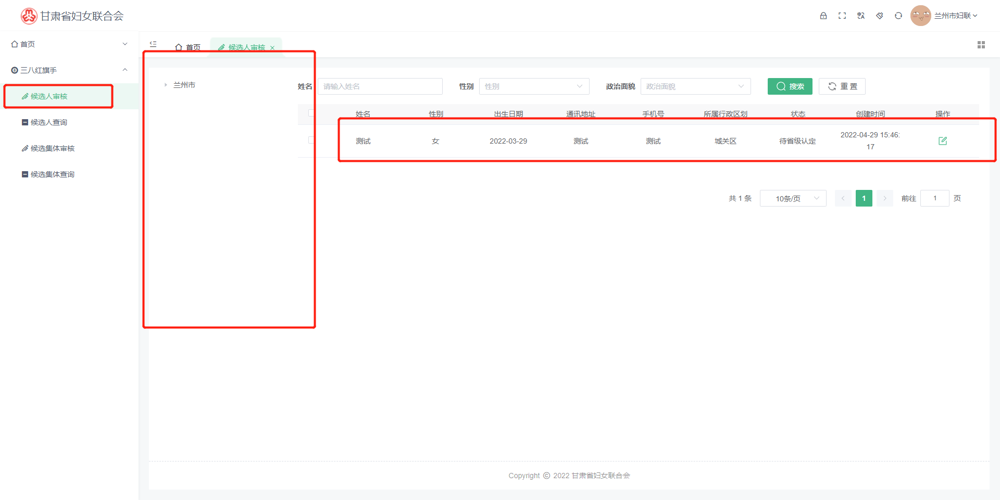 甘肃省妇女联合会
兰州市妇联
首页
三八红旗手
候选人审核
候选人查询
候选集体审核
候选集体查询
首页 候选人审核
兰州市
姓名 请输入姓名 性别 性别 政治面貌 政治面貌 搜索 重置
姓名 性别 出生日期 通讯地址 手机号 所属行政区划 状态 创建时间 操作
测试 女 2022-03-29 测试 测试 城关区 待省级认定 2022-04-29 15:46:
17
共 1 条 10条/页 1 前往 1 页
Copyright © 2022 甘肃省妇女联合会